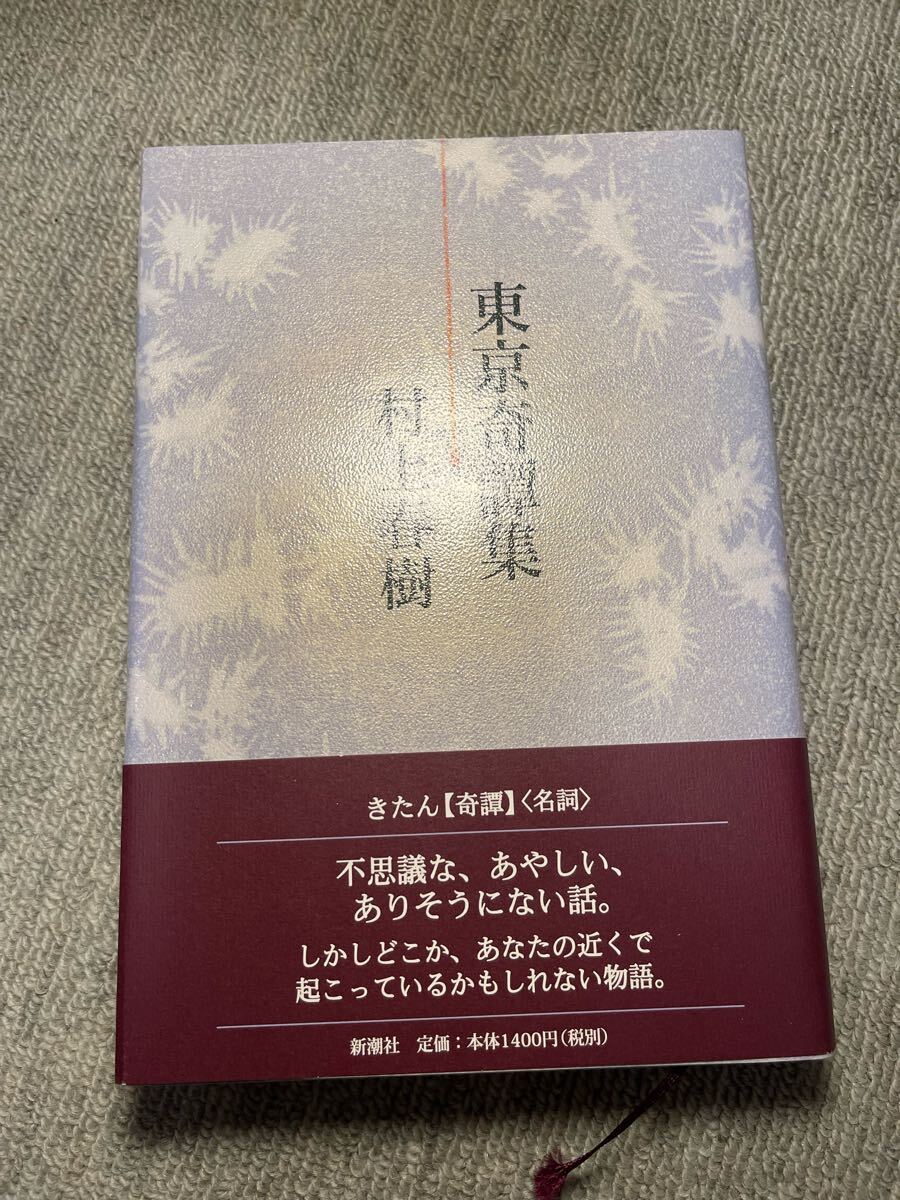 東京奇譚集
村上春樹
きたん【奇譚】〈名詞〉
不思議な、あやしい、
ありそうにない話。
しかしどこか、あなたの近くで
起こっているかもしれない物語。
新潮社　定価：本体1400円（税別）